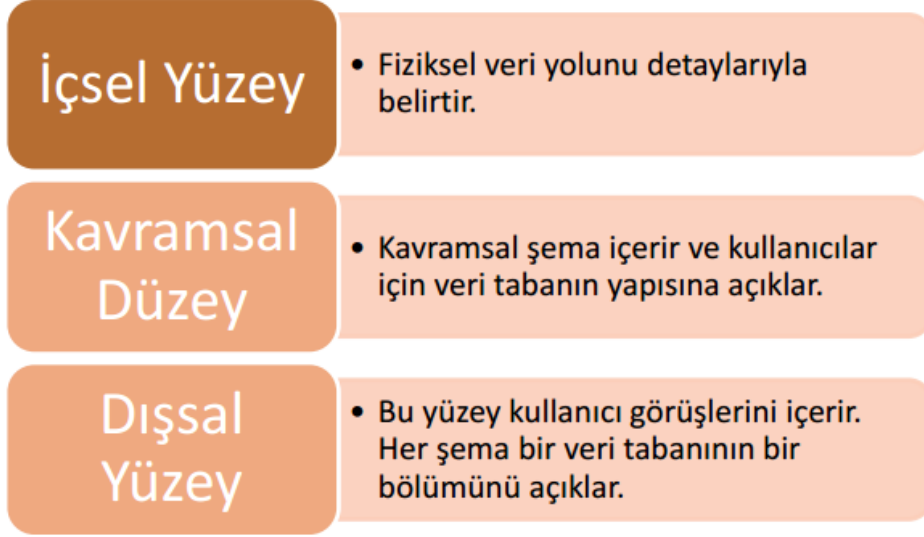 İçsel Yüzey
• Fiziksel veri yolunu detaylarıyla
belirtir.
Kavramsal
Düzey
• Kavramsal şema içerir ve kullanıcılar
için veri tabanın yapısına açıklar.
Dışsal
Yüzey
• Bu yüzey kullanıcı görüşlerini içerir.
Her şema bir veri tabanının bir
bölümünü açıklar.